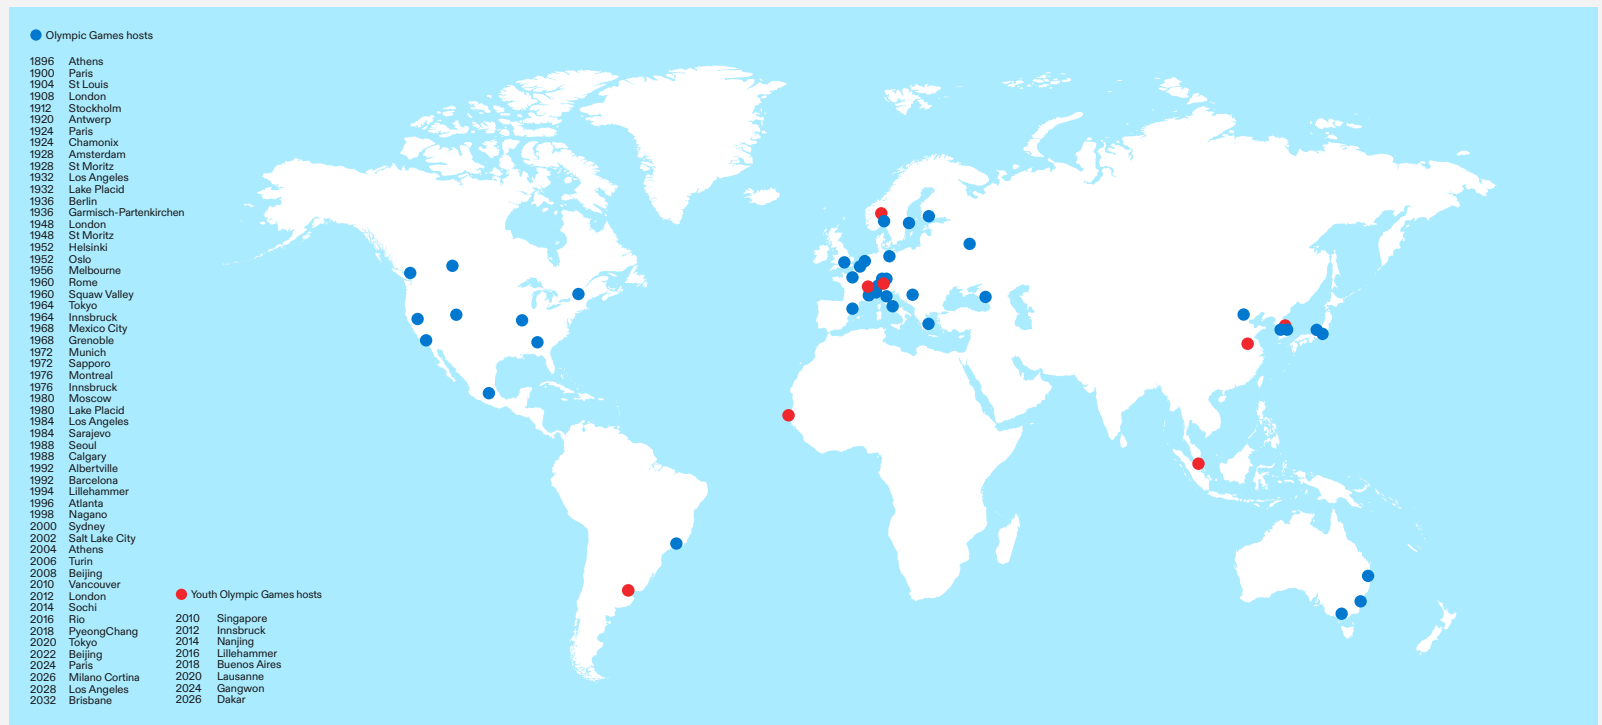 Olympic Games hosts
1896 Athens
1900 Paris
1904 St Louis
1908 London
1912 Stockholm
1920 Antwerp
1924 Paris
1924 Chamonix
1928 Amsterdam
1928 St Moritz
1932 Los Angeles
1932 Lake Placid
1936 Berlin
1936 Garmisch-Partenkirchen
1948 London
1948 St Moritz
1952 Helsinki
1952 Oslo
1956 Melbourne
1960 Rome
1960 Squaw Valley
1964 Tokyo
1964 Innsbruck
1968 Mexico City
1968 Grenoble
1972 Munich
1972 Sapporo
1976 Montreal
1976 Innsbruck
1980 Moscow
1980 Lake Placid
1984 Los Angeles
1984 Sarajevo
1988 Seoul
1988 Calgary
1992 Albertville
1992 Barcelona
1994 Lillehammer
1996 Atlanta
1998 Nagano
2000 Sydney
2002 Salt Lake City
2004 Athens
2006 Turin
2008 Beijing
2010 Vancouver
2012 London
2014 Sochi
2016 Rio
2018 PyeongChang
2020 Tokyo
2022 Beijing
2024 Paris
2026 Milano Cortina
2028 Los Angeles
2032 Brisbane
Youth Olympic Games hosts
2010 Singapore
2012 Innsbruck
2014 Nanjing
2016 Lillehammer
2018 Buenos Aires
2020 Lausanne
2024 Gangwon
2026 Dakar